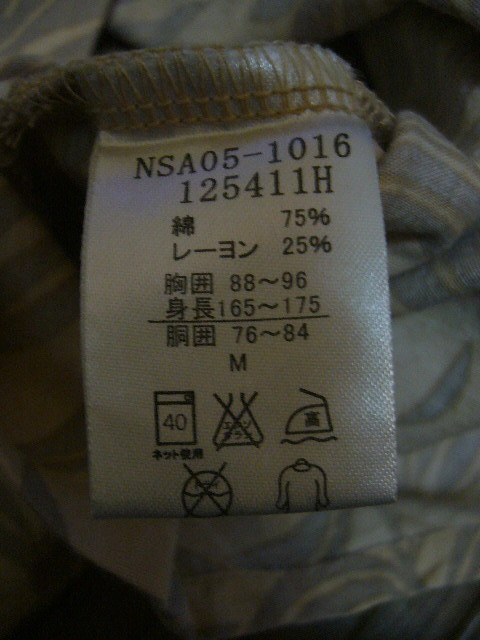 NSA05-1016
125411H
綿 75%
レーヨン 25%
胸囲 88～96
身長165～175
胴囲 76～84
M
40 高
ネット使用